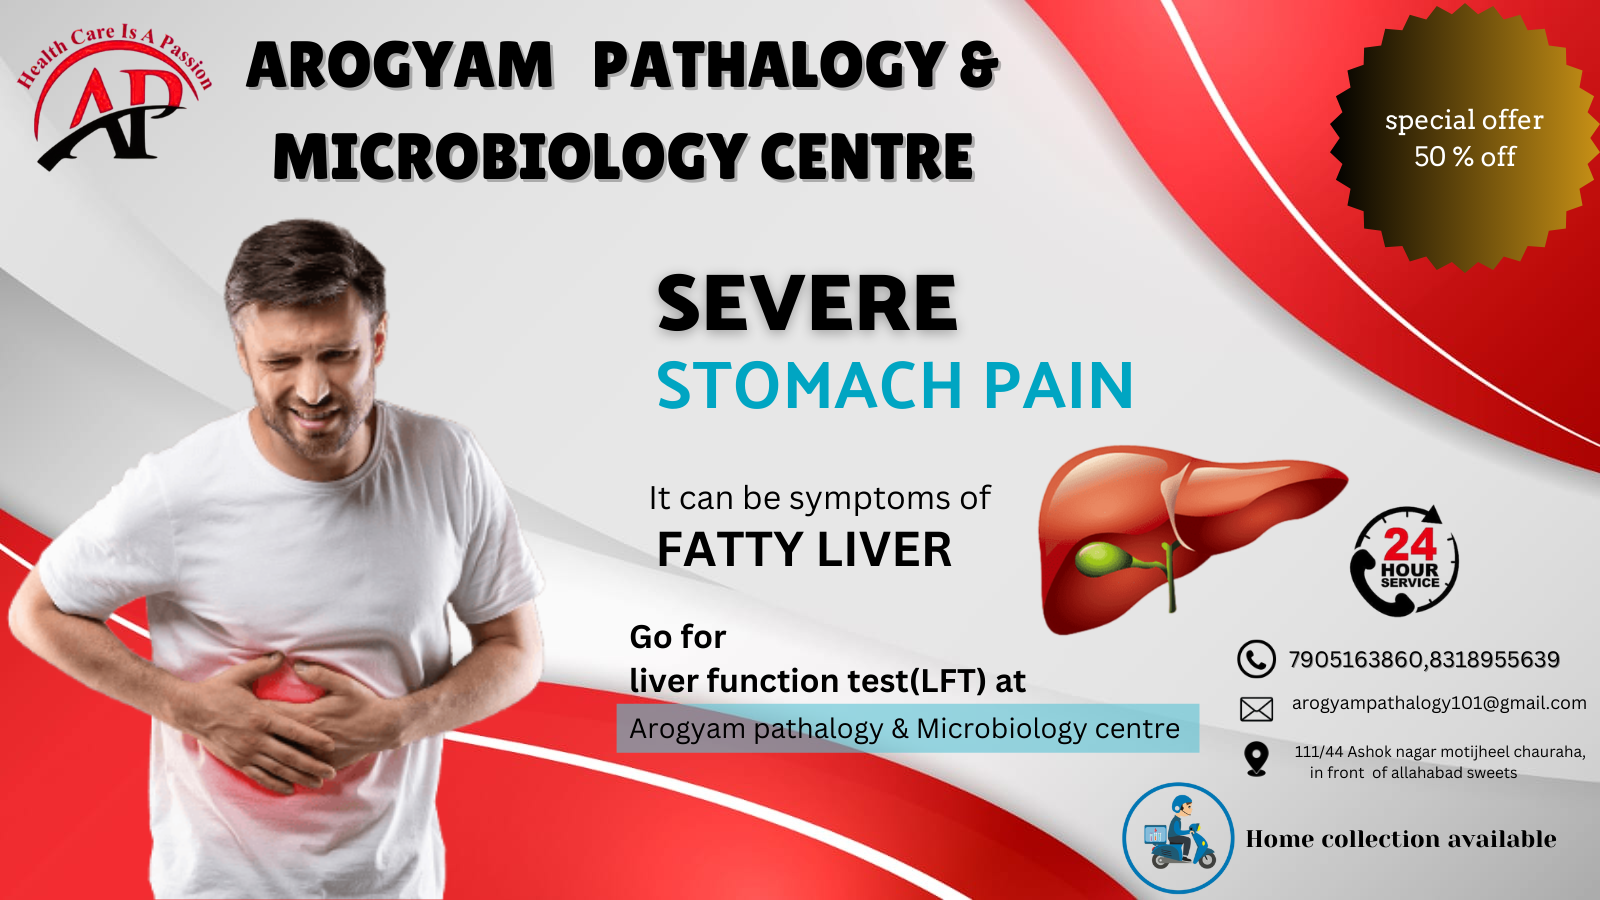 Health Care Is A Passion
AP
AROGYAM PATHALOGY &
MICROBIOLOGY CENTRE
special offer
50 % off
SEVERE
STOMACH PAIN
It can be symptoms of
FATTY LIVER
24
HOUR
SERVICE
Go for
liver function test(LFT) at
Arogyam pathalogy & Microbiology centre
7905163860,8318955639
arogyampathalogy101@gmail.com
111/44 Ashok nagar motijheel chauraha,
in front of allahabad sweets
Home collection available